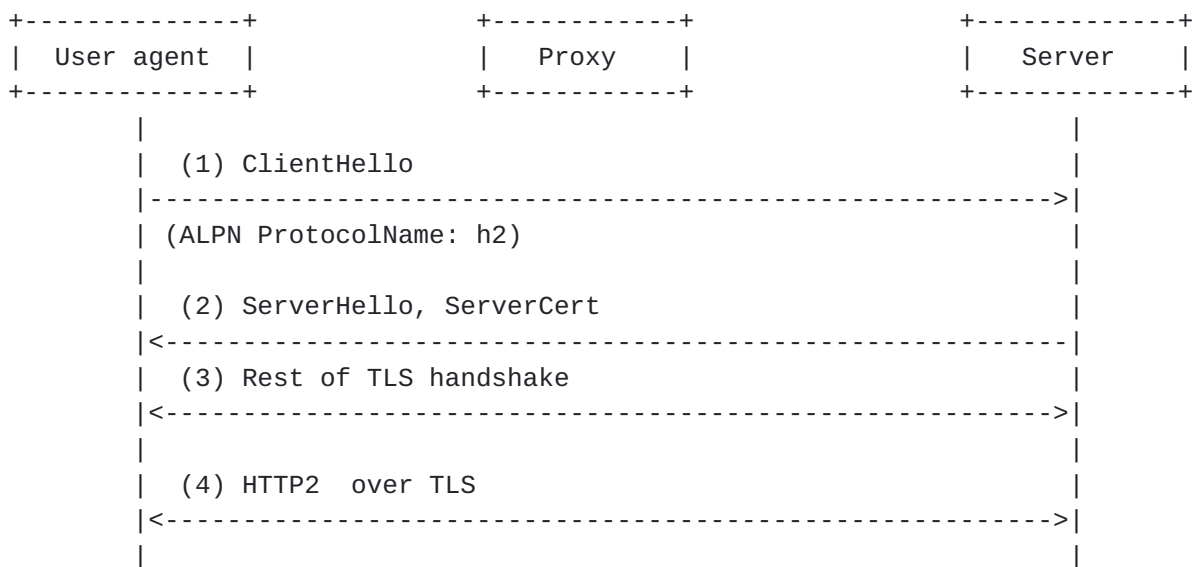 User agent Proxy Server
(1) ClientHello
(ALPN ProtocolName: h2)
(2) ServerHello, ServerCert
(3) Rest of TLS handshake
(4) HTTP2  over TLS